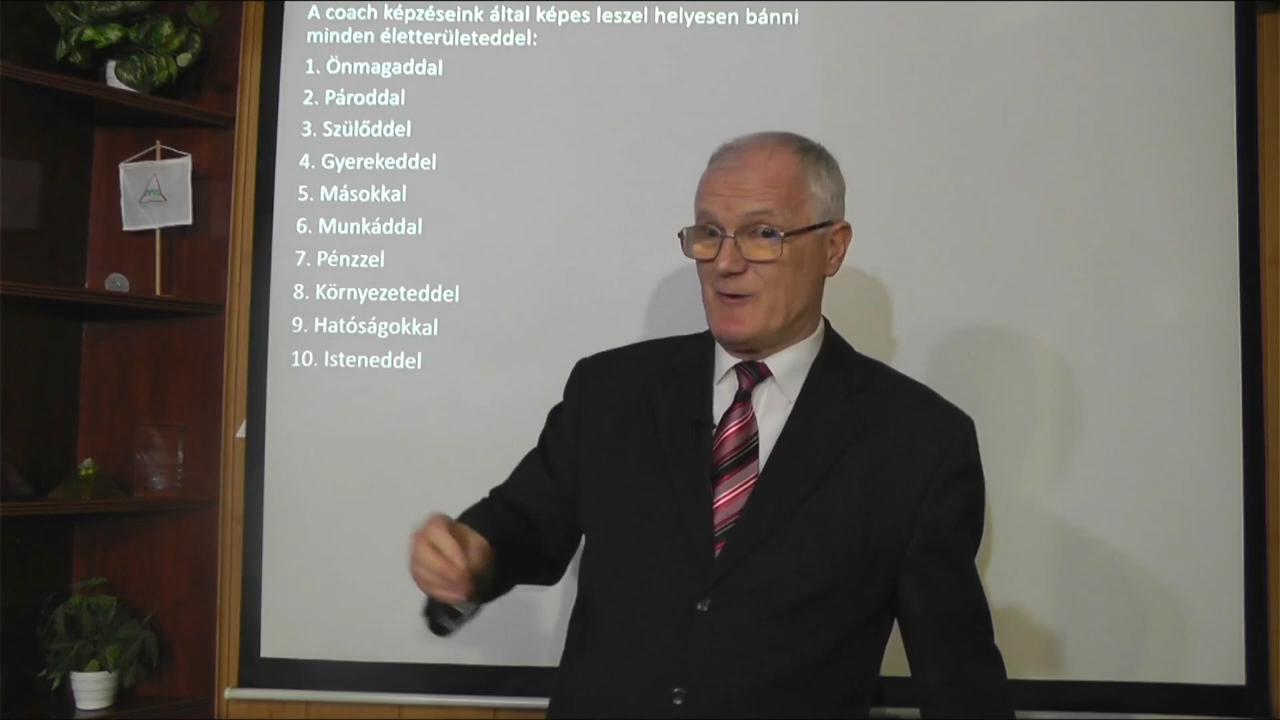 A coach képzéseink által képes leszel helyesen bánni
minden életterületeddel:
1. Önmagaddal
2. Pároddal
3. Szülőddel
4. Gyerekeddel
5. Másokkal
6. Munkáddal
7. Pénzzel
8. Környezeteddel
9. Hatóságokkal
10. Isteneddel